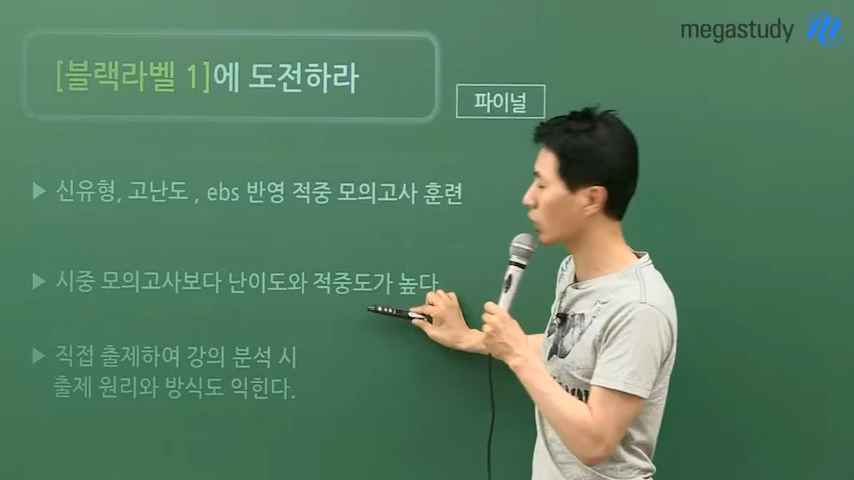 megastudy
[블랙라벨 1]에 도전하라
파이널
▶ 신유형, 고난도 , ebs 반영 적중 모의고사 훈련
▶ 시중 모의고사보다 난이도와 적중도가 높다
▶ 직접 출제하여 강의 분석 시
출제 원리와 방식도 익힌다.